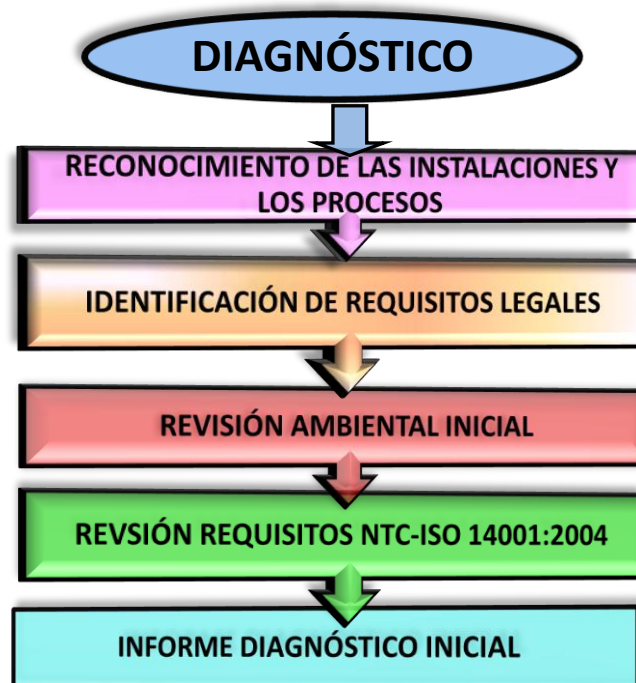 DIAGNÓSTICO
RECONOCIMIENTO DE LAS INSTALACIONES Y
LOS PROCESOS
IDENTIFICACIÓN DE REQUISITOS LEGALES
REVISIÓN AMBIENTAL INICIAL
REVSIÓN REQUISITOS NTC-ISO 14001:2004
INFORME DIAGNÓSTICO INICIAL